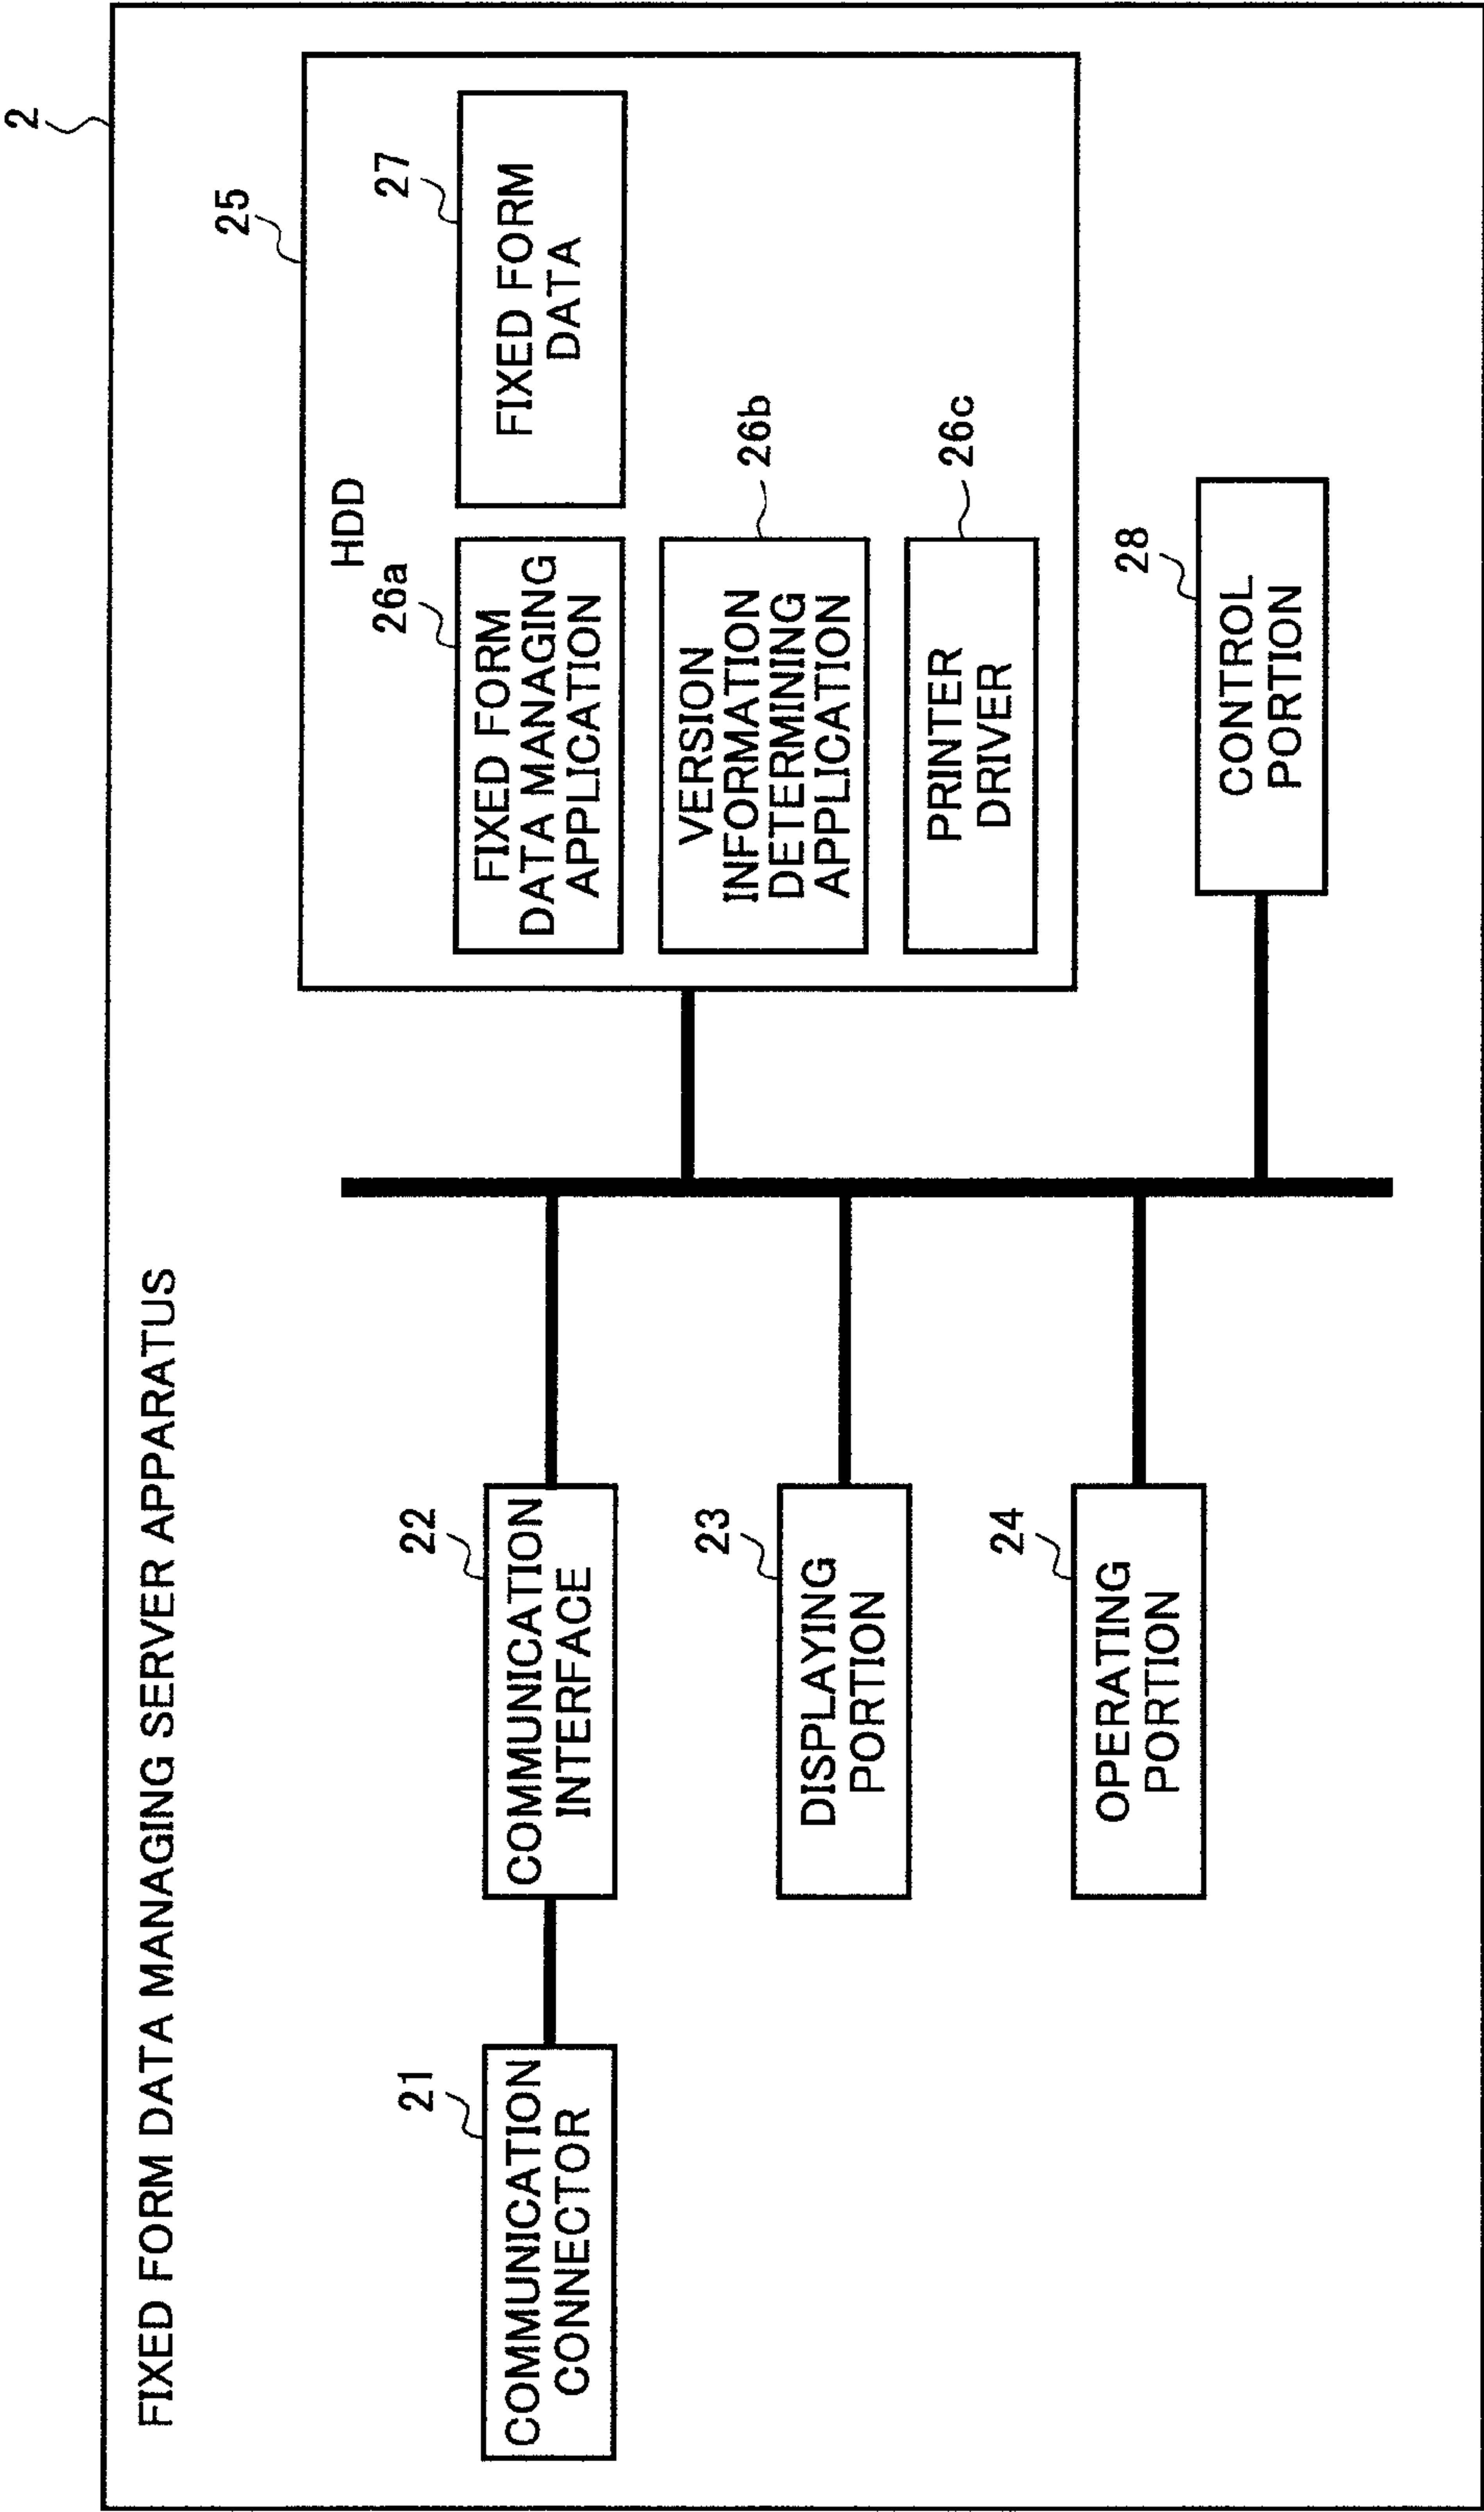 2
FIXED FORM DATA MANAGING SERVER APPARATUS
25
HDD
26a
FIXED FORM
DATA MANAGING
APPLICATION
27
FIXED FORM
DATA
21
COMMUNICATION
CONNECTOR
22
COMMUNICATION
INTERFACE
26b
VERSION
INFORMATION
DETERMINING
APPLICATION
23
DISPLAYING
PORTION
26c
PRINTER
DRIVER
24
OPERATING
PORTION
28
CONTROL
PORTION